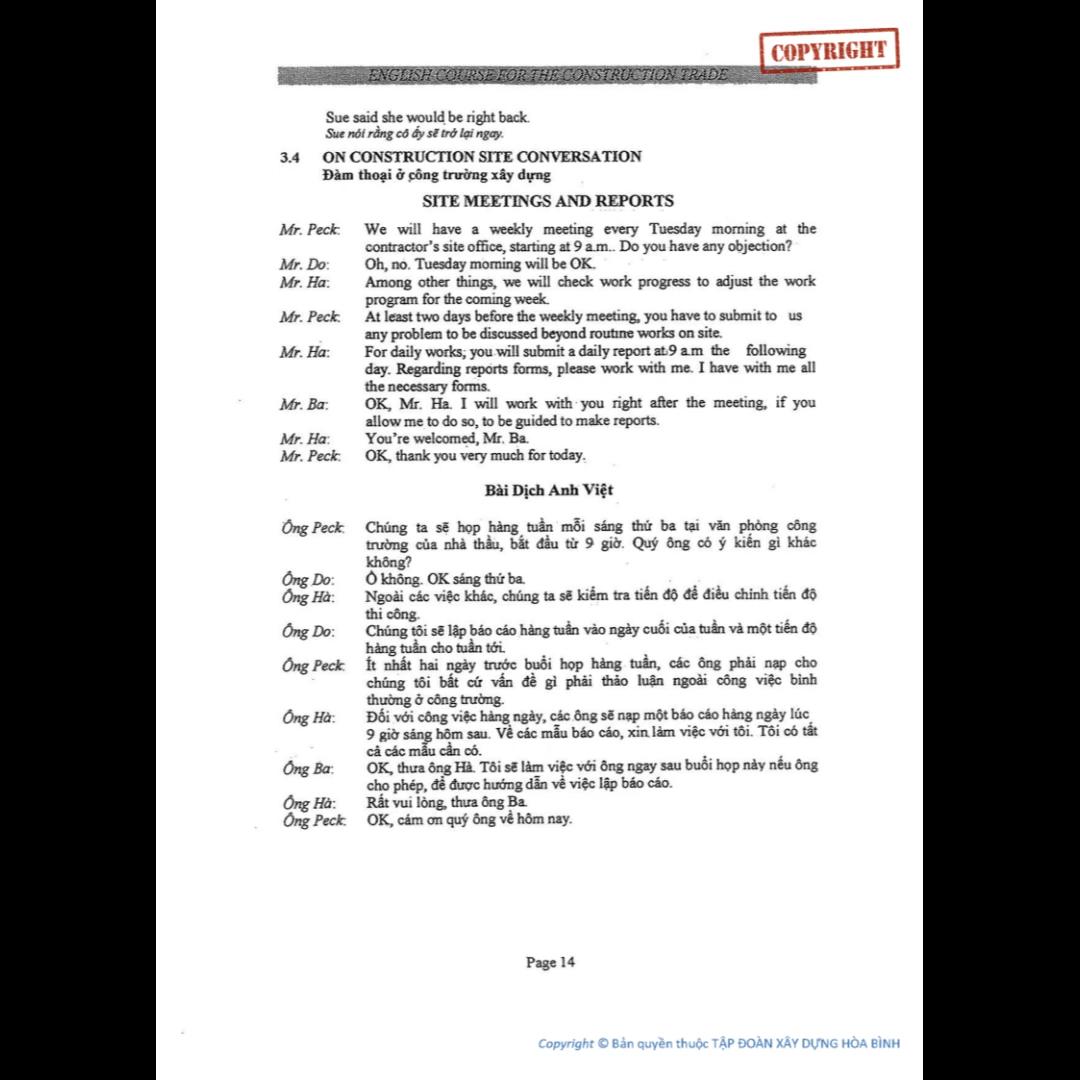 COPYRIGHT
ENGLISH COURSE FOR THE CONSTRUCTION TRADE
Sue said she would be right back.
Sue nói rằng cô ấy sẽ trở lại ngay.
3.4 ON CONSTRUCTION SITE CONVERSATION
Đàm thoại ở công trường xây dựng
SITE MEETINGS AND REPORTS
Mr. Peck: We will have a weekly meeting every Tuesday morning at the
contractor's site office, starting at 9 a.m.. Do you have any objection?
Mr. Do: Oh, no. Tuesday morning will be OK.
Mr. Ha: Among other things, we will check work progress to adjust the work
program for the coming week.
Mr. Peck: At least two days before the weekly meeting, you have to submit to us
any problem to be discussed beyond routine works on site.
Mr. Ha: For daily works, you will submit a daily report at 9 a.m the following
day. Regarding reports forms, please work with me. I have with me all
the necessary forms.
Mr. Ba: OK, Mr. Ha. I will work with you right after the meeting, if you
allow me to do so, to be guided to make reports.
Mr. Ha: You're welcomed, Mr. Ba.
Mr. Peck: OK, thank you very much for today.
Bài Dịch Anh Việt
Ông Peck: Chúng ta sẽ họp hàng tuần mỗi sáng thứ ba tại văn phòng công
trường của nhà thầu, bắt đầu từ 9 giờ. Quý ông có ý kiến gì khác
không?
Ông Do: Ồ không. OK sáng thứ ba.
Ông Hà: Ngoài các việc khác, chúng ta sẽ kiểm tra tiến độ để điều chỉnh tiến độ
thi công.
Ông Do: Chúng tôi sẽ lập báo cáo hàng tuần vào ngày cuối của tuần và một tiến độ
hàng tuần cho tuần tới.
Ông Peck: Ít nhất hai ngày trước buổi họp hàng tuần, các ông phải nạp cho
chúng tôi bất cứ vấn đề gì phải thảo luận ngoài công việc bình
thường ở công trường.
Ông Hà: Đối với công việc hàng ngày, các ông sẽ nạp một báo cáo hàng ngày lúc
9 giờ sáng hôm sau. Về các mẫu báo cáo, xin làm việc với tôi. Tôi có tất
cả các mẫu cần có.
Ông Ba: OK, thưa ông Hà. Tôi sẽ làm việc với ông ngay sau buổi họp này nếu ông
cho phép, để được hướng dẫn về việc lập báo cáo.
Ông Hà: Rất vui lòng, thưa ông Ba.
Ông Peck: OK, cám ơn quý ông về hôm nay.
Page 14
Copyright © Bản quyền thuộc TẬP ĐOÀN XÂY DỰNG HÒA BÌNH